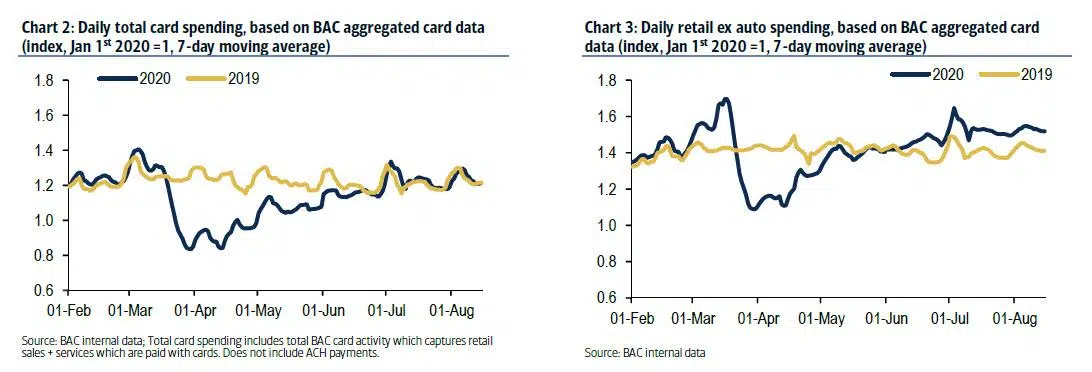 Chart 2: Daily total card spending, based on BAC aggregated card data
(index, Jan 1st 2020 =1, 7-day moving average)
2020 2019
1.8
1.6
1.4
1.2
1.0
0.8
0.6
01-Feb 01-Mar 01-Apr 01-May 01-Jun 01-Jul 01-Aug
Source: BAC internal data; Total card spending includes total BAC card activity which captures retail
sales + services which are paid with cards. Does not include ACH payments.
Chart 3: Daily retail ex auto spending, based on BAC aggregated card
data (index, Jan 1st 2020 =1, 7-day moving average)
2020 2019
1.8
1.6
1.4
1.2
1.0
0.8
0.6
01-Feb 01-Mar 01-Apr 01-May 01-Jun 01-Jul 01-Aug
Source: BAC internal data